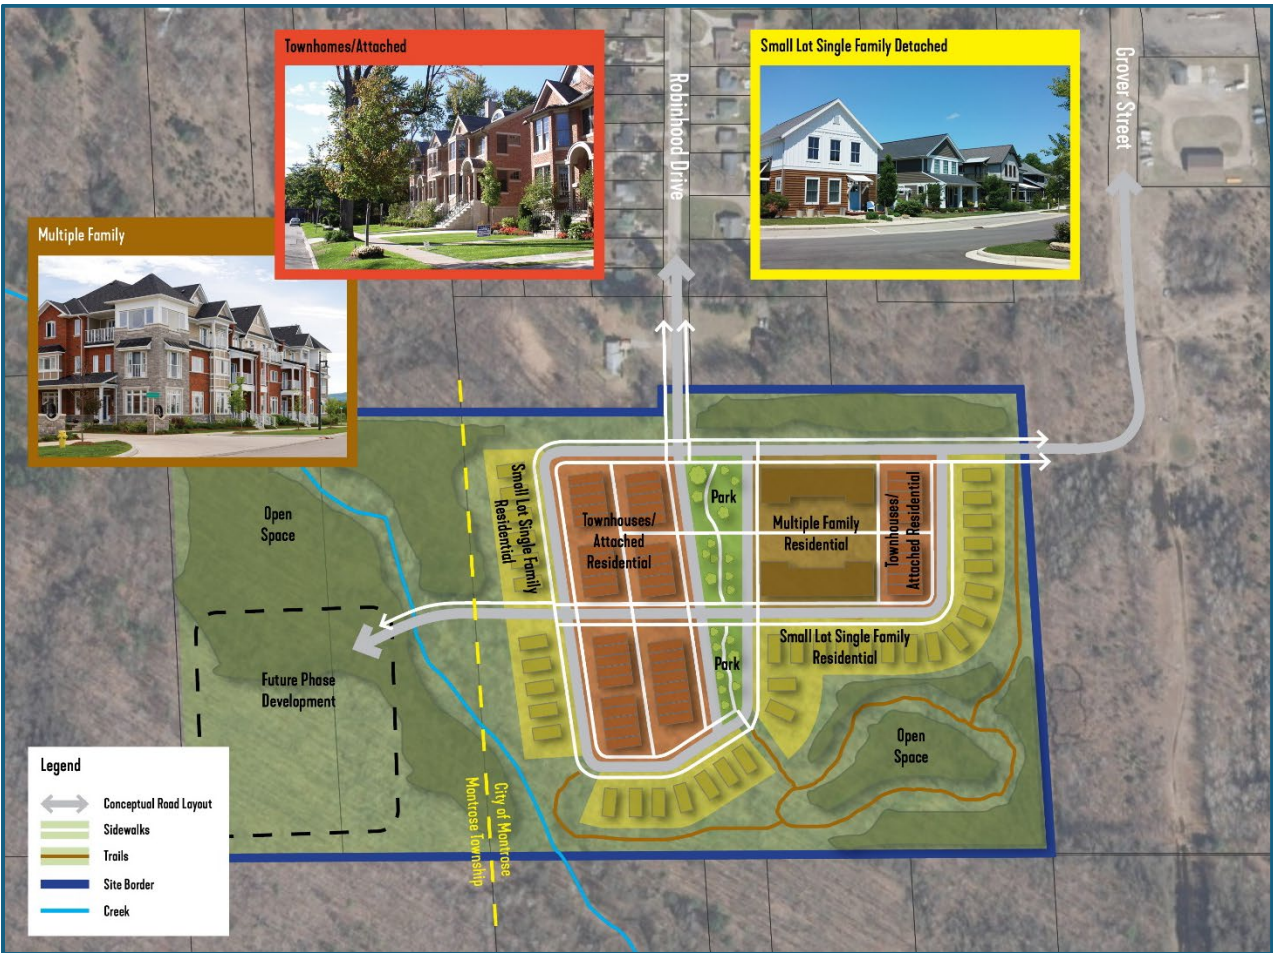 Townhomes/Attached
Small Lot Single Family Detached
Multiple Family
Robinhood Drive
Grover Street
Open
Space
Small Lot Single Family
Residential
Townhouses/
Attached Residential
Park
Multiple Family
Residential
Townhouses/
Attached Residential
Small Lot Single Family
Residential
Park
Future Phase
Development
Open
Space
City of Montrose
Montrose Township
Legend
Conceptual Road Layout
Sidewalks
Trails
Site Border
Creek